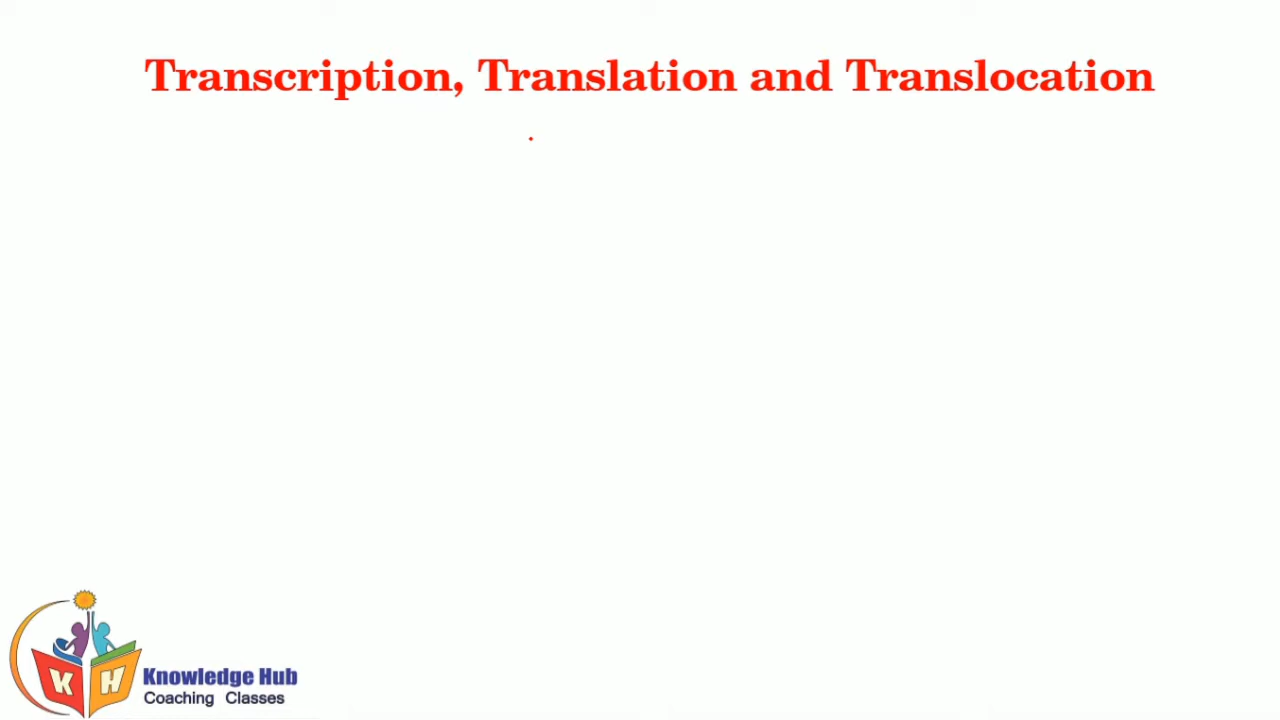 Transcription, Translation and Translocation
K H
Knowledge Hub
Coaching Classes